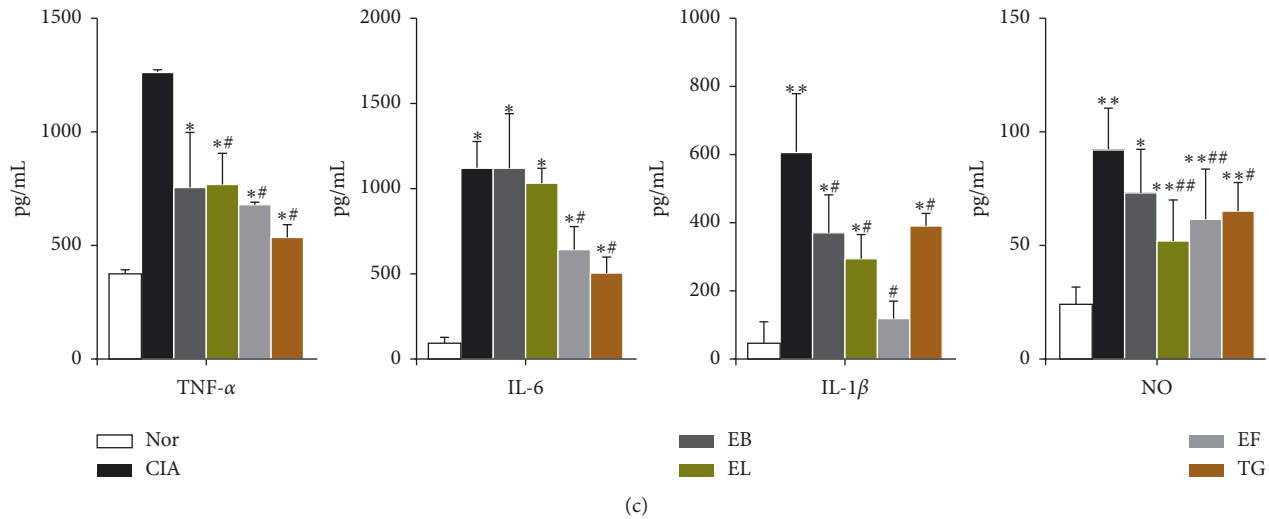 1500
1000
500
0
pg/mL
*
*#
*#
*#
TNF-α
2000
1500
1000
500
0
pg/mL
*
*
*
*#
*#
IL-6
1000
800
600
400
200
0
pg/mL
**
*#
*#
#
*#
IL-1β
150
100
50
0
pg/mL
**
*
**##
**##
**#
NO
Nor
CIA
EB
EL
EF
TG
(c)